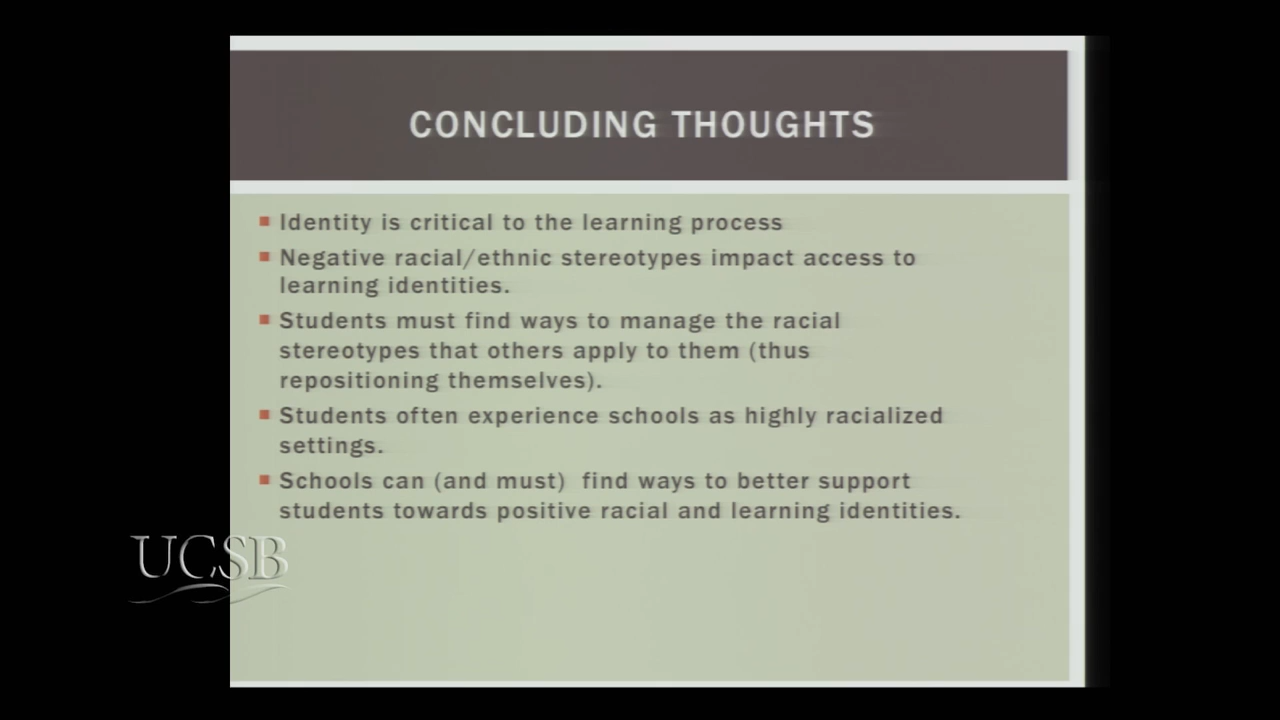 CONCLUDING THOUGHTS
Identity is critical to the learning process
Negative racial/ethnic stereotypes impact access to
learning identities.
Students must find ways to manage the racial
stereotypes that others apply to them (thus
repositioning themselves).
Students often experience schools as highly racialized
settings.
Schools can (and must)  find ways to better support
students towards positive racial and learning identities.
UCSB